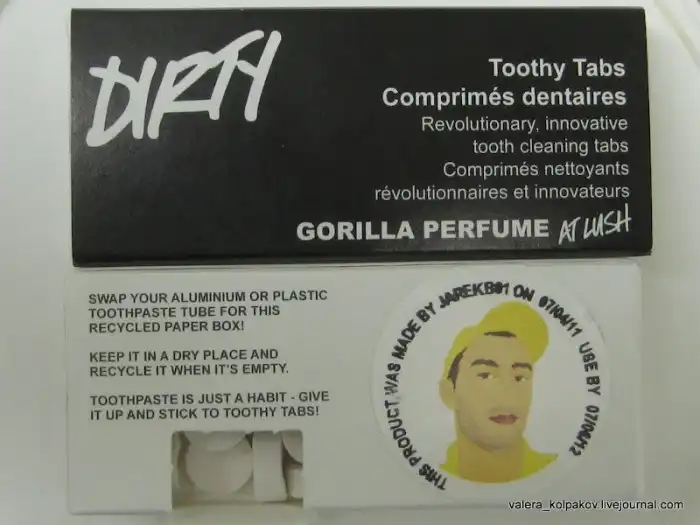 DIRTY
Toothy Tabs
Comprimés dentaires
Revolutionary, innovative
tooth cleaning tabs
Comprimés nettoyants
révolutionnaires et innovateurs
GORILLA PERFUME AT LUSH
SWAP YOUR ALUMINIUM OR PLASTIC
TOOTHPASTE TUBE FOR THIS
RECYCLED PAPER BOX!
KEEP IT IN A DRY PLACE AND
RECYCLE IT WHEN IT'S EMPTY.
TOOTHPASTE IS JUST A HABIT - GIVE
IT UP AND STICK TO TOOTHY TABS!
THIS PRODUCT WAS MADE BY JAREKB01 ON 07/04/11 USE BY 07/06/12
valera_kolpakov.livejournal.com